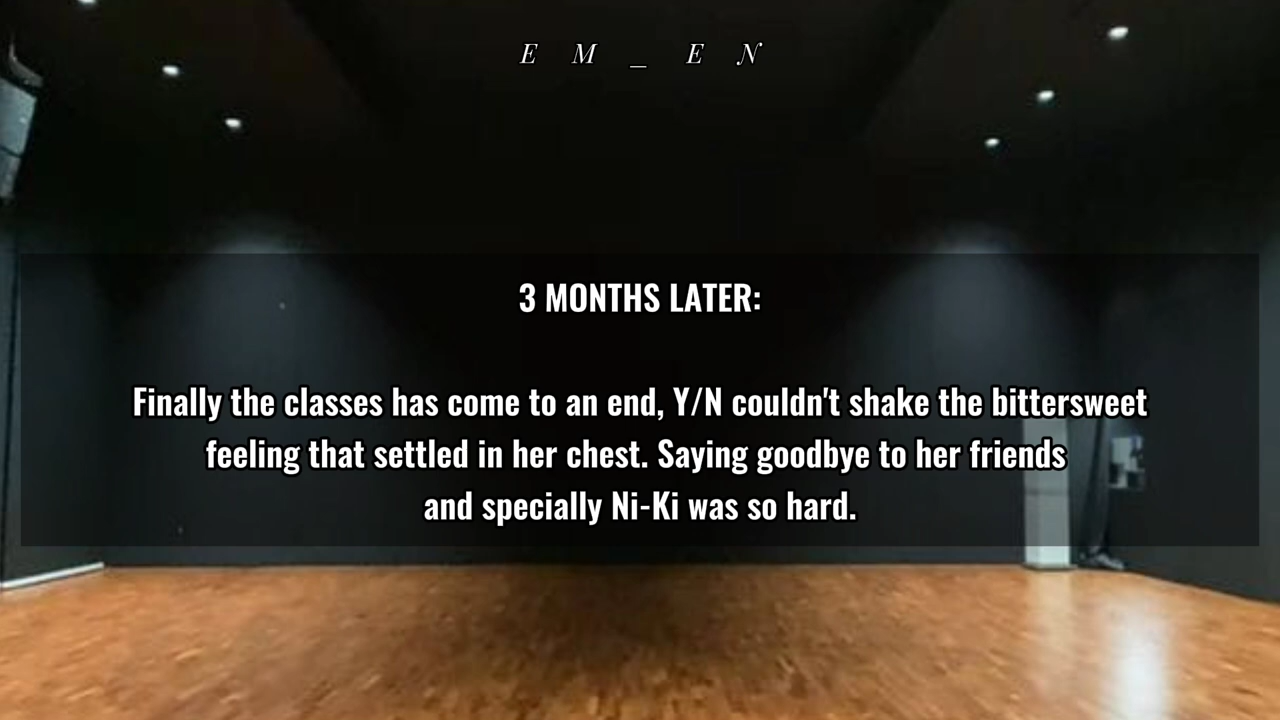 E M _ E N
3 MONTHS LATER:
Finally the classes has come to an end, Y/N couldn't shake the bittersweet
feeling that settled in her chest. Saying goodbye to her friends
and specially Ni-Ki was so hard.